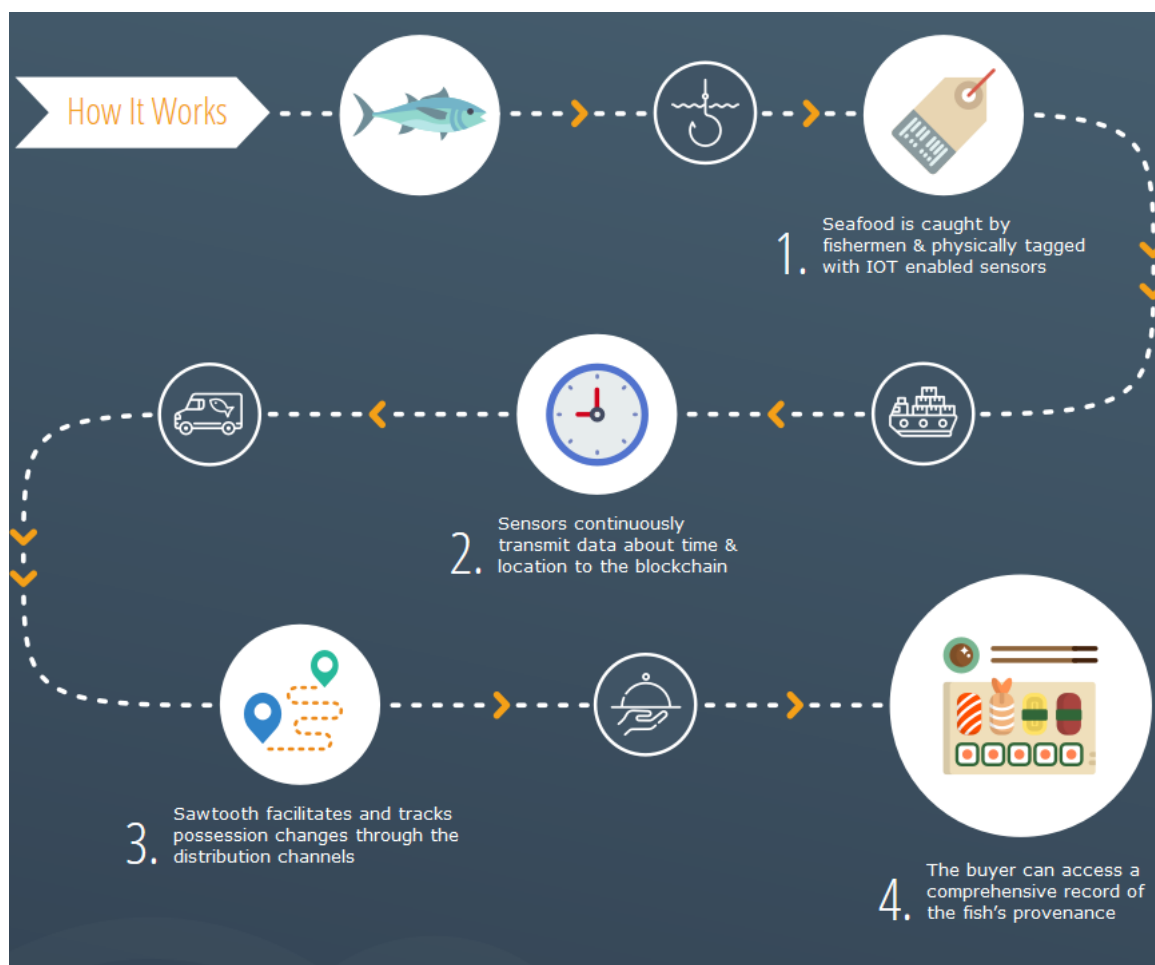 How It Works
1. Seafood is caught by
fishermen & physically tagged
with IOT enabled sensors
2. Sensors continuously
transmit data about time &
location to the blockchain
3. Sawtooth facilitates and tracks
possession changes through the
distribution channels
4. The buyer can access a
comprehensive record of
the fish’s provenance